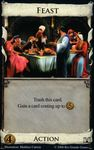 FEAST
Trash this card.
Gain a card costing up to 5
4
ACTION